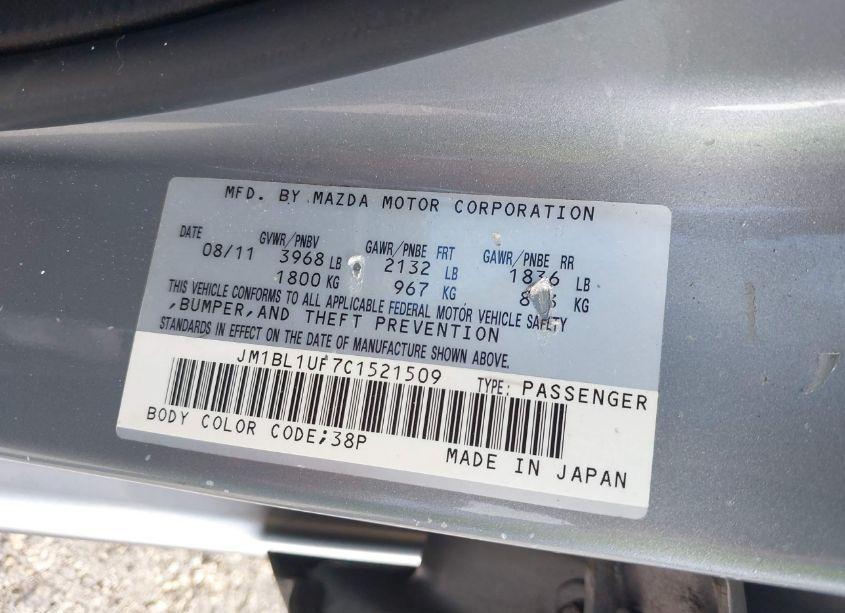 MFD. BY MAZDA MOTOR CORPORATION
DATE GVWR/PNBV GAWR/PNBE FRT GAWR/PNBE RR
08/11 3968 LB 2132 LB 1836 LB
1800 KG 967 KG KG
THIS VEHICLE CONFORMS TO ALL APPLICABLE FEDERAL MOTOR VEHICLE SAFETY
,BUMPER,AND THEFT PREVENTION
STANDARDS IN EFFECT ON THE DATE OF MANUFACTURE SHOWN ABOVE.
JM1BL1UF7C1521509 TYPE: PASSENGER
BODY COLOR CODE;38P
MADE IN JAPAN